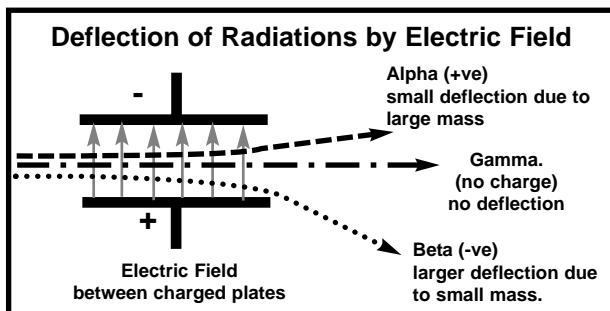 Deflection of Radiations by Electric Field
-
Alpha (+ve)
small deflection due to
large mass
Gamma.
(no charge)
no deflection
+
Beta (-ve)
larger deflection due
to small mass.
Electric Field
between charged plates